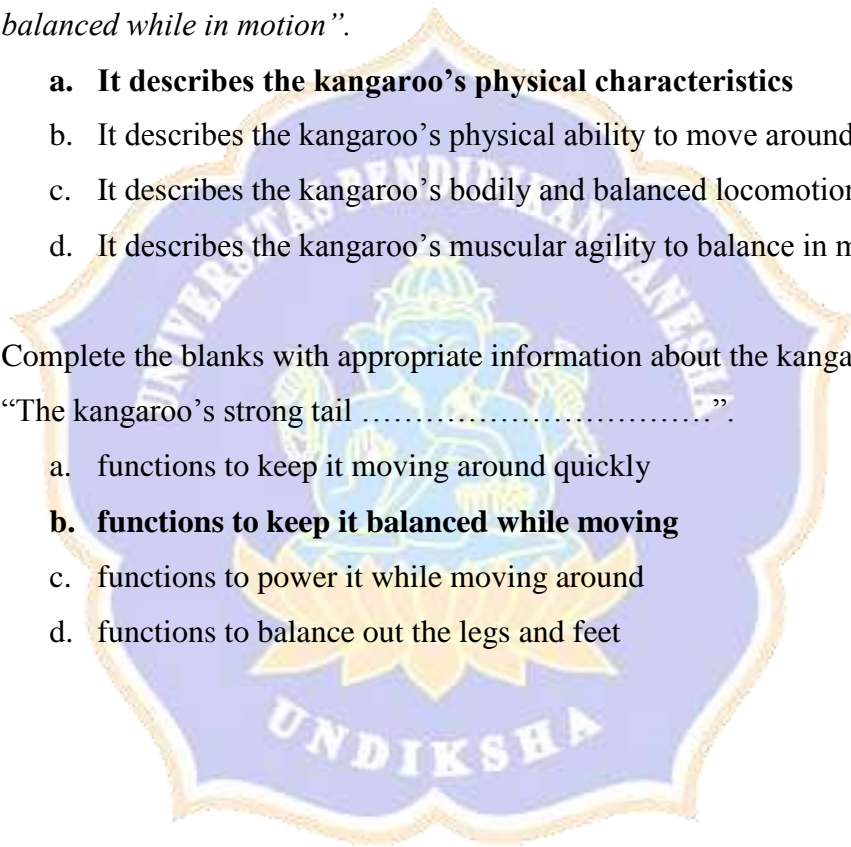 balanced while in motion”.
a. It describes the kangaroo’s physical characteristics
b. It describes the kangaroo’s physical ability to move around
c. It describes the kangaroo’s bodily and balanced locomotion
d. It describes the kangaroo’s muscular agility to balance in
Complete the blanks with appropriate information about the
“The kangaroo’s strong tail ……………………………”.
a. functions to keep it moving around quickly
b. functions to keep it balanced while moving
c. functions to power it while moving around
d. functions to balance out the legs and feet
UNIVERSITAS PENDIDIKAN GANESHA
UNDIKSHA